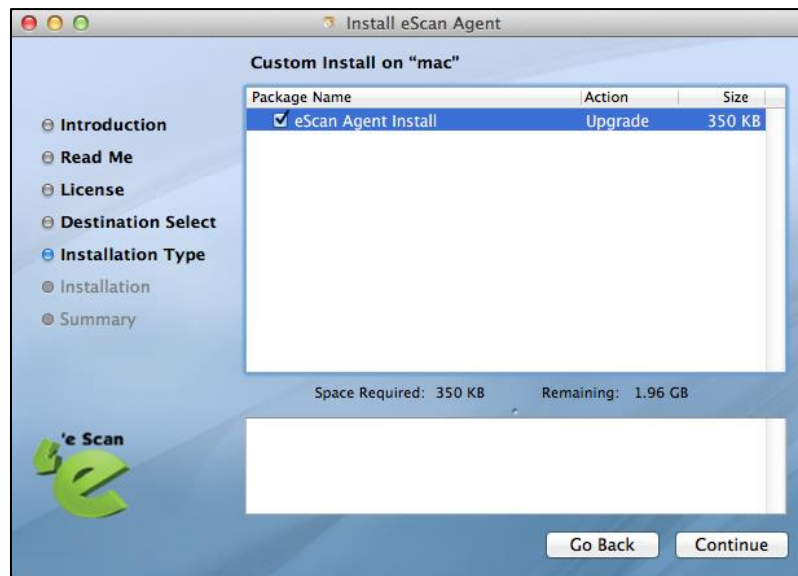 Install eScan Agent
Custom Install on “mac”
Introduction
Read Me
License
Destination Select
Installation Type
Installation
Summary
Package Name Action Size
eScan Agent Install Upgrade 350 KB
Space Required: 350 KB Remaining: 1.96 GB
'e Scan
Go Back Continue